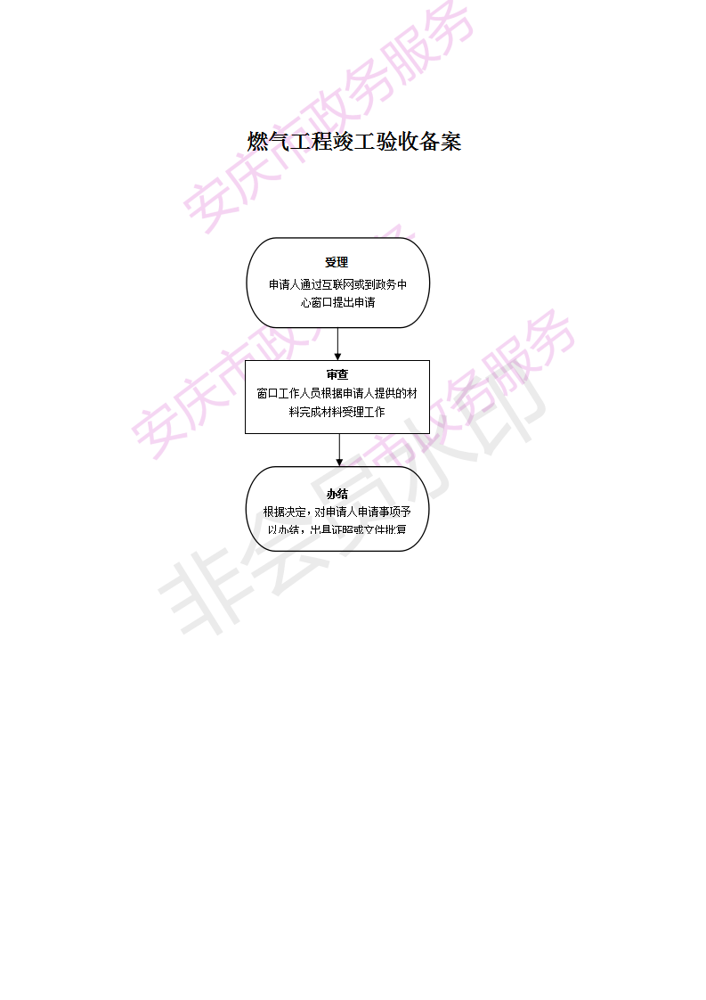 燃气工程竣工验收备案
安庆市政务服务
受理
申请人通过互联网或到政务中
心窗口提出申请
安庆市政务服务
审查
窗口工作人员根据申请人提供的材
料完成材料受理工作
市政务服务
办结
根据决定，对申请人申请事项予
以办结，出具证照或文件批复
非会员水印